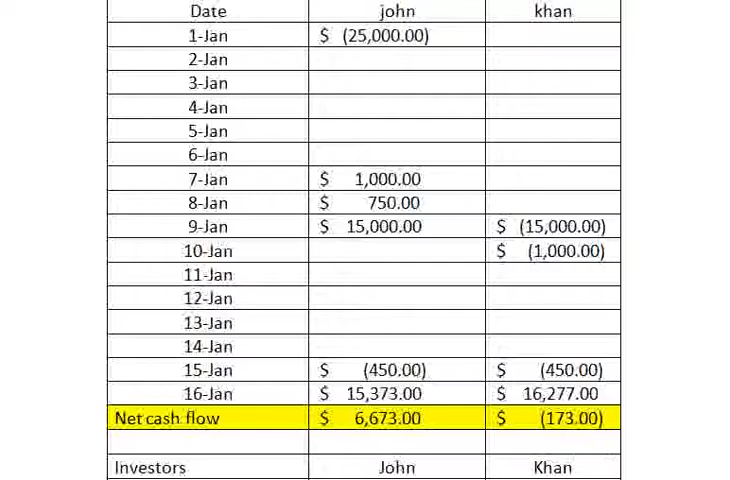 Date john khan
1-Jan $ (25,000.00)
2-Jan
3-Jan
4-Jan
5-Jan
6-Jan
7-Jan $ 1,000.00
8-Jan $ 750.00
9-Jan $ 15,000.00 $ (15,000.00)
10-Jan $ (1,000.00)
11-Jan
12-Jan
13-Jan
14-Jan
15-Jan $ (450.00) $ (450.00)
16-Jan $ 15,373.00 $ 16,277.00
Net cash flow $ 6,673.00 $ (173.00)
Investors John Khan